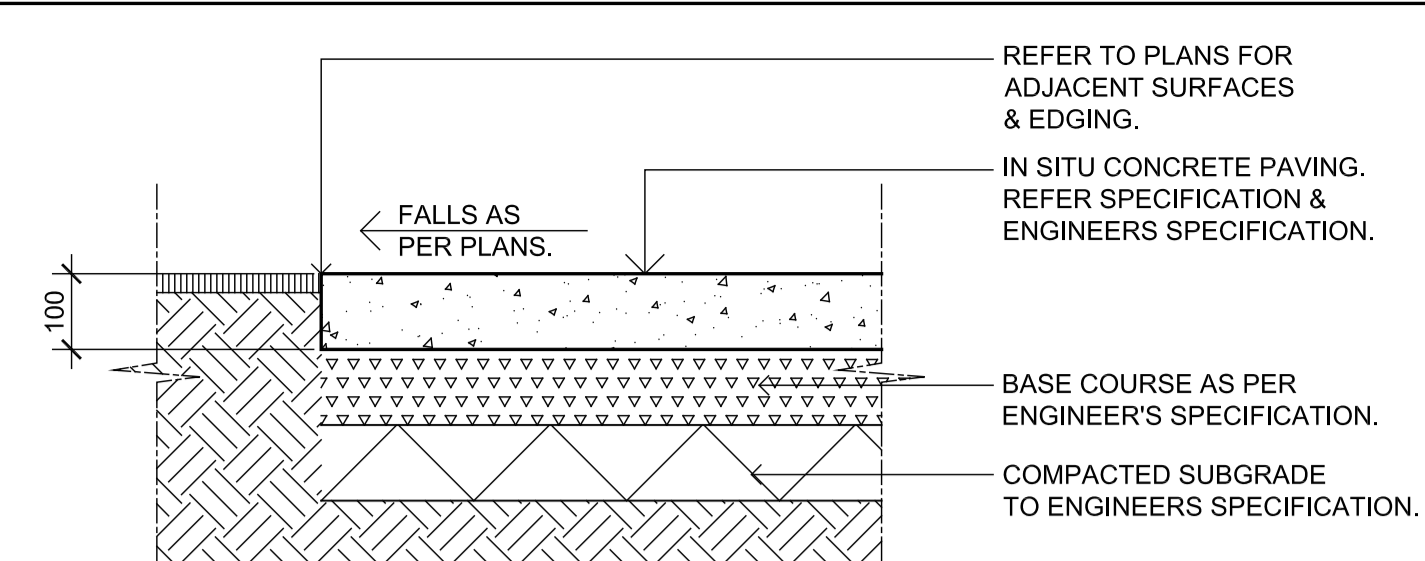 REFER TO PLANS FOR
ADJACENT SURFACES
& EDGING.
IN SITU CONCRETE PAVING.
REFER SPECIFICATION &
ENGINEERS SPECIFICATION.
FALLS AS
PER PLANS.
100
BASE COURSE AS PER
ENGINEER'S SPECIFICATION.
COMPACTED SUBGRADE
TO ENGINEERS SPECIFICATION.